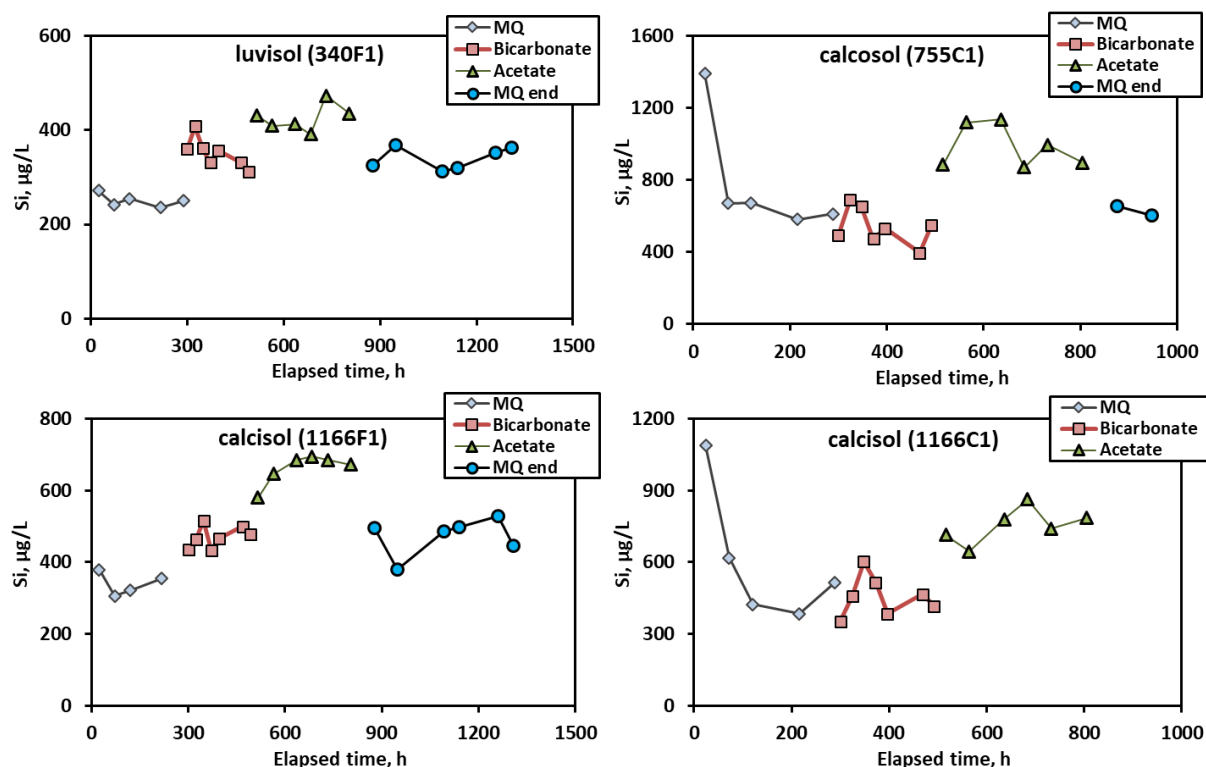 luvisol (340F1)
MQ
Bicarbonate
Acetate
MQ end
600
400
200
0
Si, µg/L
0
300
600
900
1200
1500
Elapsed time, h
calcosol (755C1)
MQ
Bicarbonate
Acetate
MQ end
1600
1200
800
400
0
Si, µg/L
0
200
400
600
800
1000
Elapsed time, h
calcisol (1166F1)
MQ
Bicarbonate
Acetate
MQ end
800
600
400
200
0
Si, µg/L
0
300
600
900
1200
1500
Elapsed time, h
calcisol (1166C1)
MQ
Bicarbonate
Acetate
1200
900
600
300
0
Si, µg/L
0
200
400
600
800
1000
Elapsed time, h